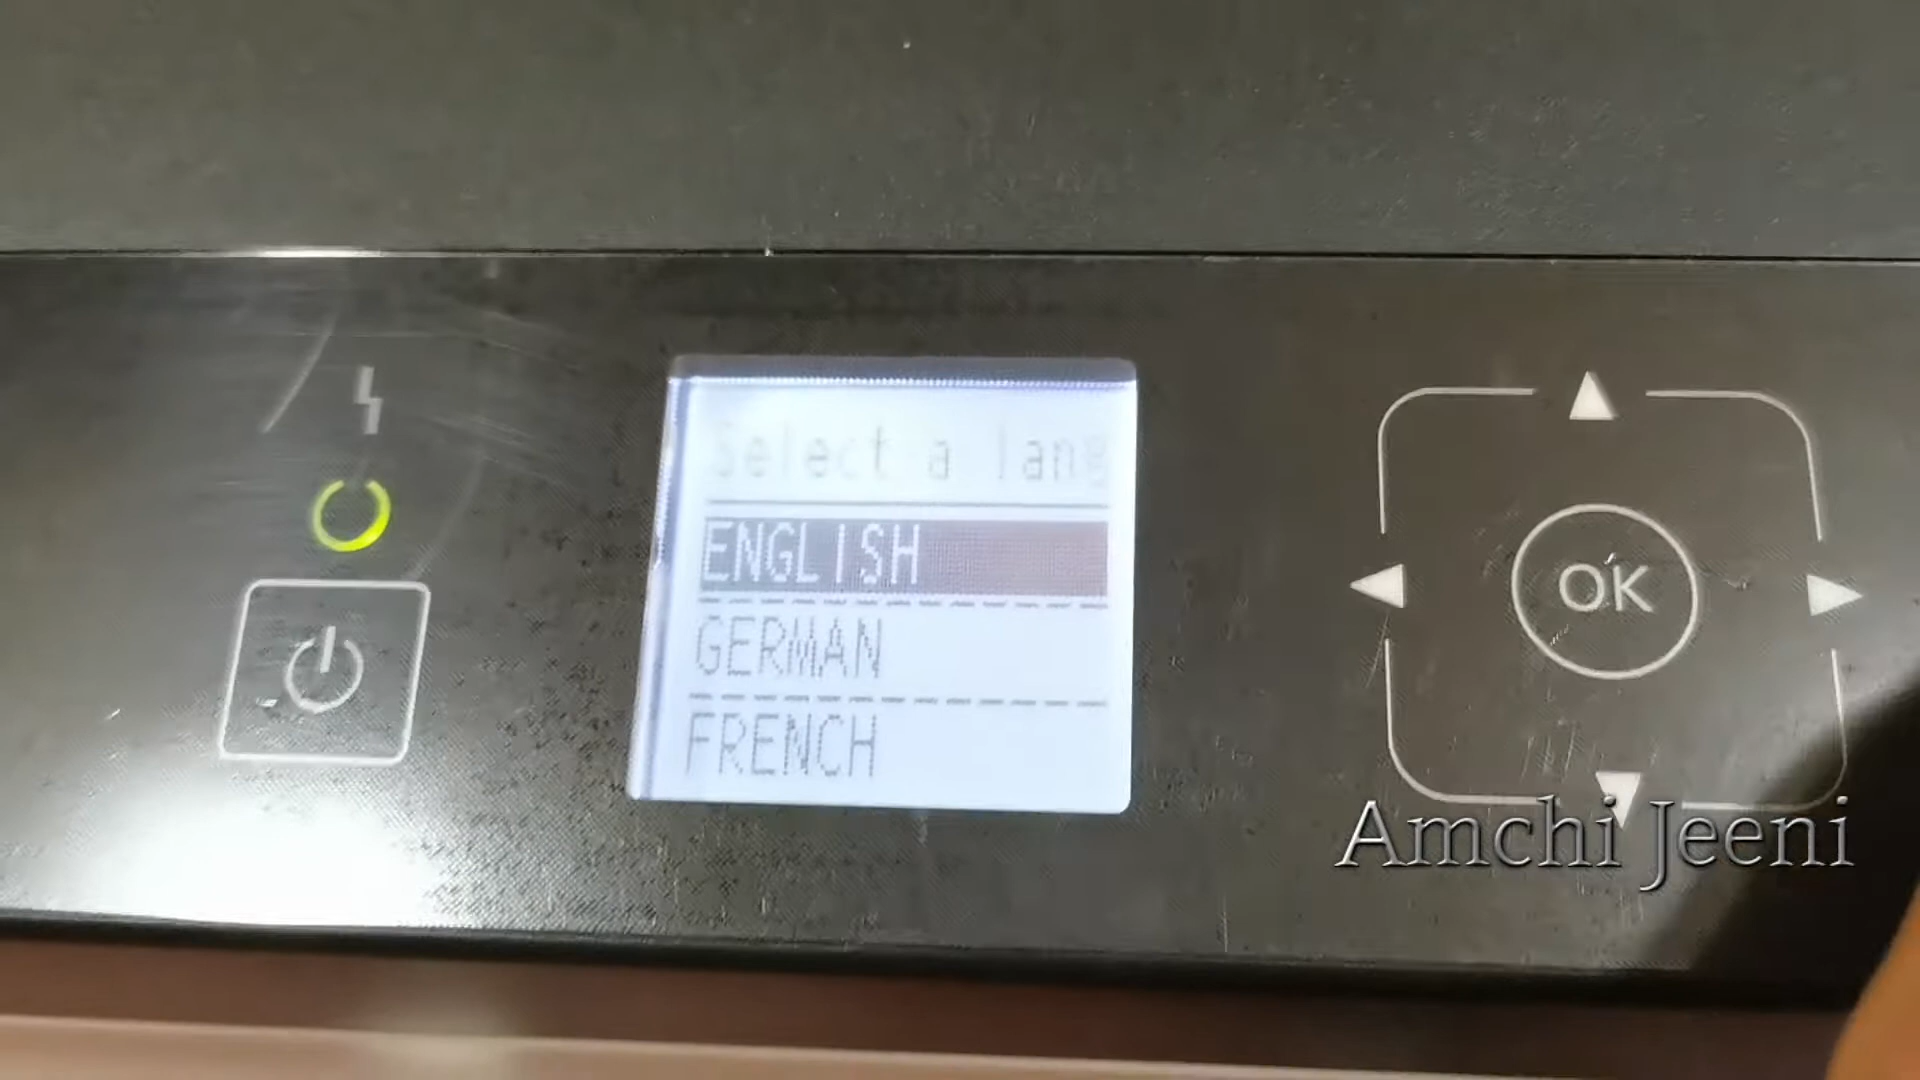 Select a lang
ENGLISH
GERMAN
FRENCH
OK
Amchi Jeeni